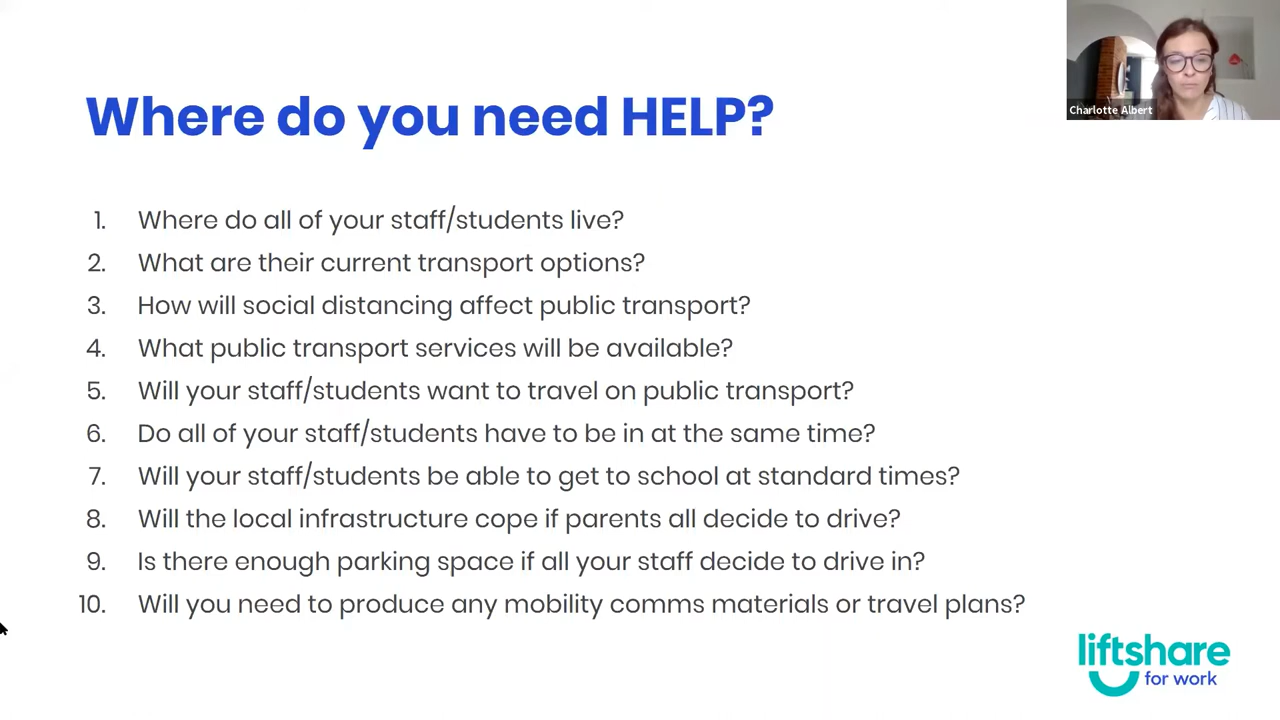 Where do you need HELP?
Charlotte Albert
1. Where do all of your staff/students live?
2. What are their current transport options?
3. How will social distancing affect public transport?
4. What public transport services will be available?
5. Will your staff/students want to travel on public transport?
6. Do all of your staff/students have to be in at the same time?
7. Will your staff/students be able to get to school at standard times?
8. Will the local infrastructure cope if parents all decide to drive?
9. Is there enough parking space if all your staff decide to drive in?
10. Will you need to produce any mobility comms materials or travel plans?
liftshare
for work